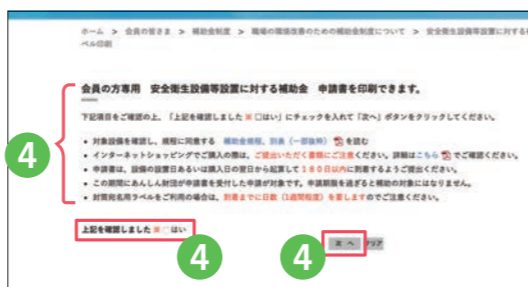 ホーム > 会員の皆さま > 補助金制度 > 職場の環境改善のための補助金制度について > 安全衛生設備等設置に対する補
ベル印刷
会員の方専用 安全衛生設備等設置に対する補助金 申請書を印刷できます。
下記項目をご確認の上、「上記を確認しました ※ □はい」にチェックを入れて「次へ」ボタンをクリックしてください。
4
• 対象設備を確認し、規程に同意する 補助金規程、別表（一部抜粋） を読む
• インターネットショッピングでご購入の際は、ご提出いただく書類にご注意ください。詳細はこちら でご確認ください。
• 申請書は、設備の設置日あるいは購入日の翌日から起算して１８０日以内に到着するようご提出ください。
• この期間にあんしん財団が申請書を受付した申請が対象です。申請期限を過ぎると補助の対象にはなりません。
• 封筒宛名用ラベルをご利用の場合は、到着までに日数（1週間程度）を要しますのでご注意ください。
上記を確認しました ※ □ はい
4
4
次 へ
クリア